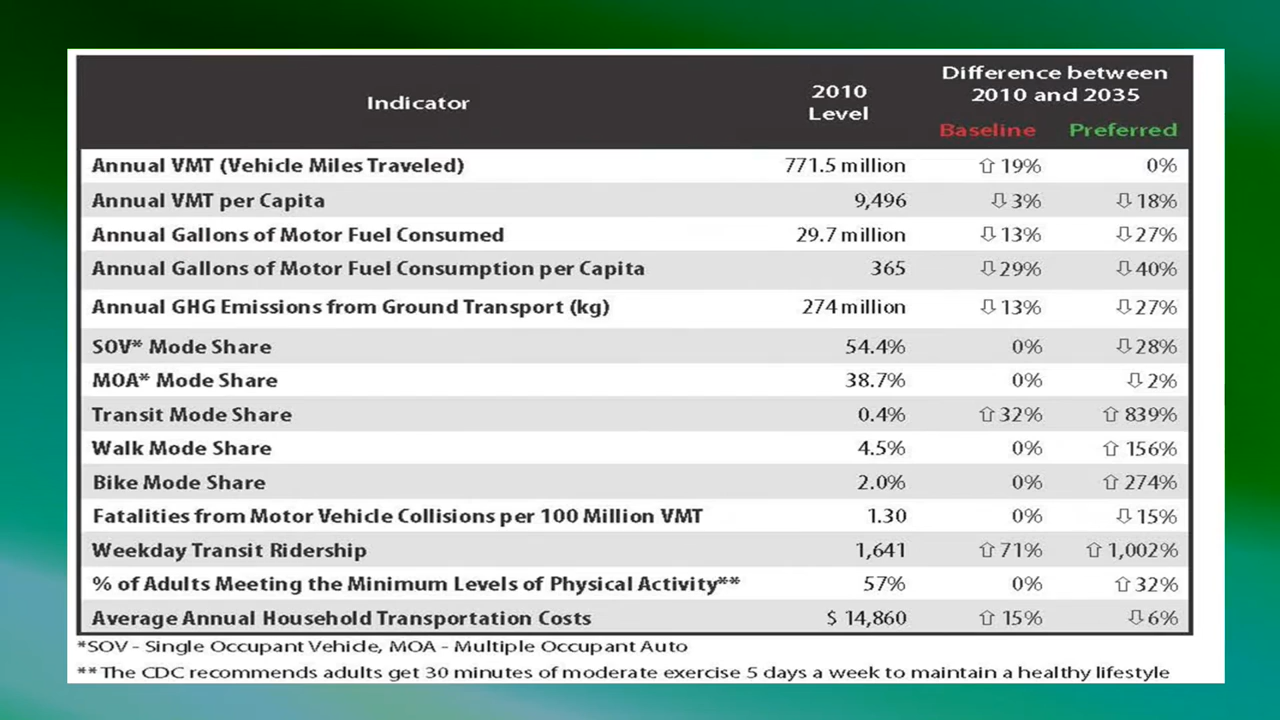 Indicator 2010 Level Difference between 2010 and 2035
Baseline Preferred
Annual VMT (Vehicle Miles Traveled) 771.5 million ⇧ 19% 0%
Annual VMT per Capita 9,496 ⇩ 3% ⇩ 18%
Annual Gallons of Motor Fuel Consumed 29.7 million ⇩ 13% ⇩ 27%
Annual Gallons of Motor Fuel Consumption per Capita 365 ⇩ 29% ⇩ 40%
Annual GHG Emissions from Ground Transport (kg) 274 million ⇩ 13% ⇩ 27%
SOV* Mode Share 54.4% 0% ⇩ 28%
MOA* Mode Share 38.7% 0% ⇩ 2%
Transit Mode Share 0.4% ⇧ 32% ⇧ 839%
Walk Mode Share 4.5% 0% ⇧ 156%
Bike Mode Share 2.0% 0% ⇧ 274%
Fatalities from Motor Vehicle Collisions per 100 Million VMT 1.30 0% ⇩ 15%
Weekday Transit Ridership 1,641 ⇧ 71% ⇧ 1,002%
% of Adults Meeting the Minimum Levels of Physical Activity** 57% 0% ⇧ 32%
Average Annual Household Transportation Costs $ 14,860 ⇧ 15% ⇩ 6%
*SOV - Single Occupant Vehicle, MOA - Multiple Occupant Auto
**The CDC recommends adults get 30 minutes of moderate exercise 5 days a week to maintain a healthy lifestyle